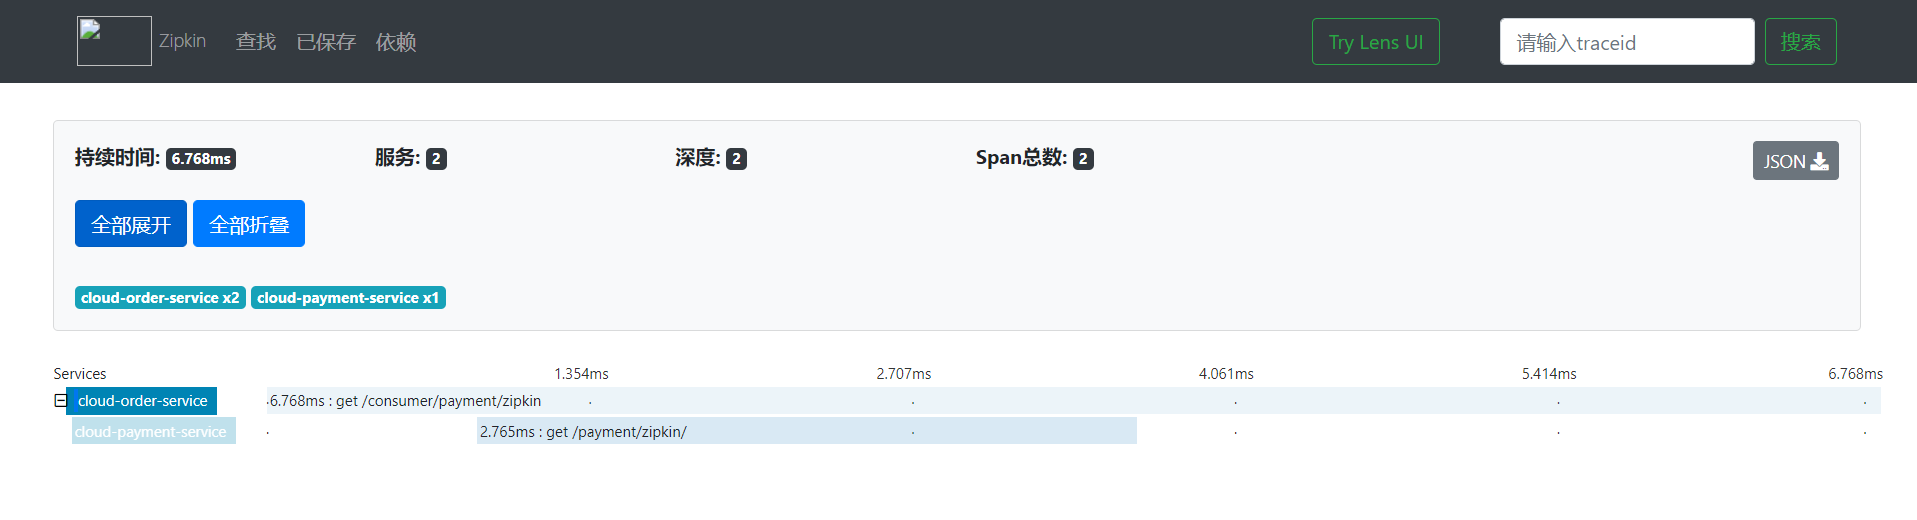 Zipkin 查找 已保存 依赖 Try Lens UI 请输入traceid 搜索
持续时间: 6.768ms 服务: 2 深度: 2 Span总数: 2 JSON
全部展开 全部折叠
cloud-order-service x2 cloud-payment-service x1
Services 1.354ms 2.707ms 4.061ms 5.414ms 6.768ms
cloud-order-service 6.768ms : get /consumer/payment/zipkin
cloud-payment-service 2.765ms : get /payment/zipkin/